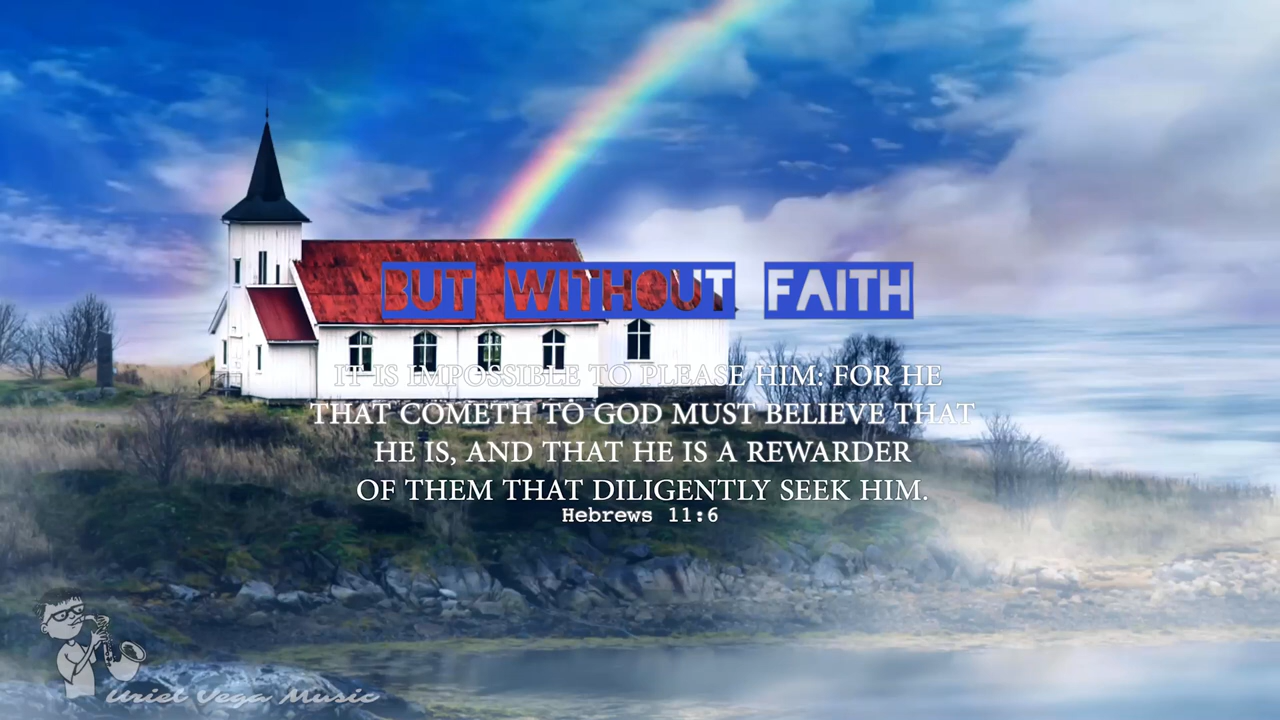 BUT WITHOUT FAITH
IT IS IMPOSSIBLE TO PLEASE HIM: FOR HE
THAT COMETH TO GOD MUST BELIEVE THAT
HE IS, AND THAT HE IS A REWARDER
OF THEM THAT DILIGENTLY SEEK HIM.
Hebrews 11:6
Uriel Vega Music